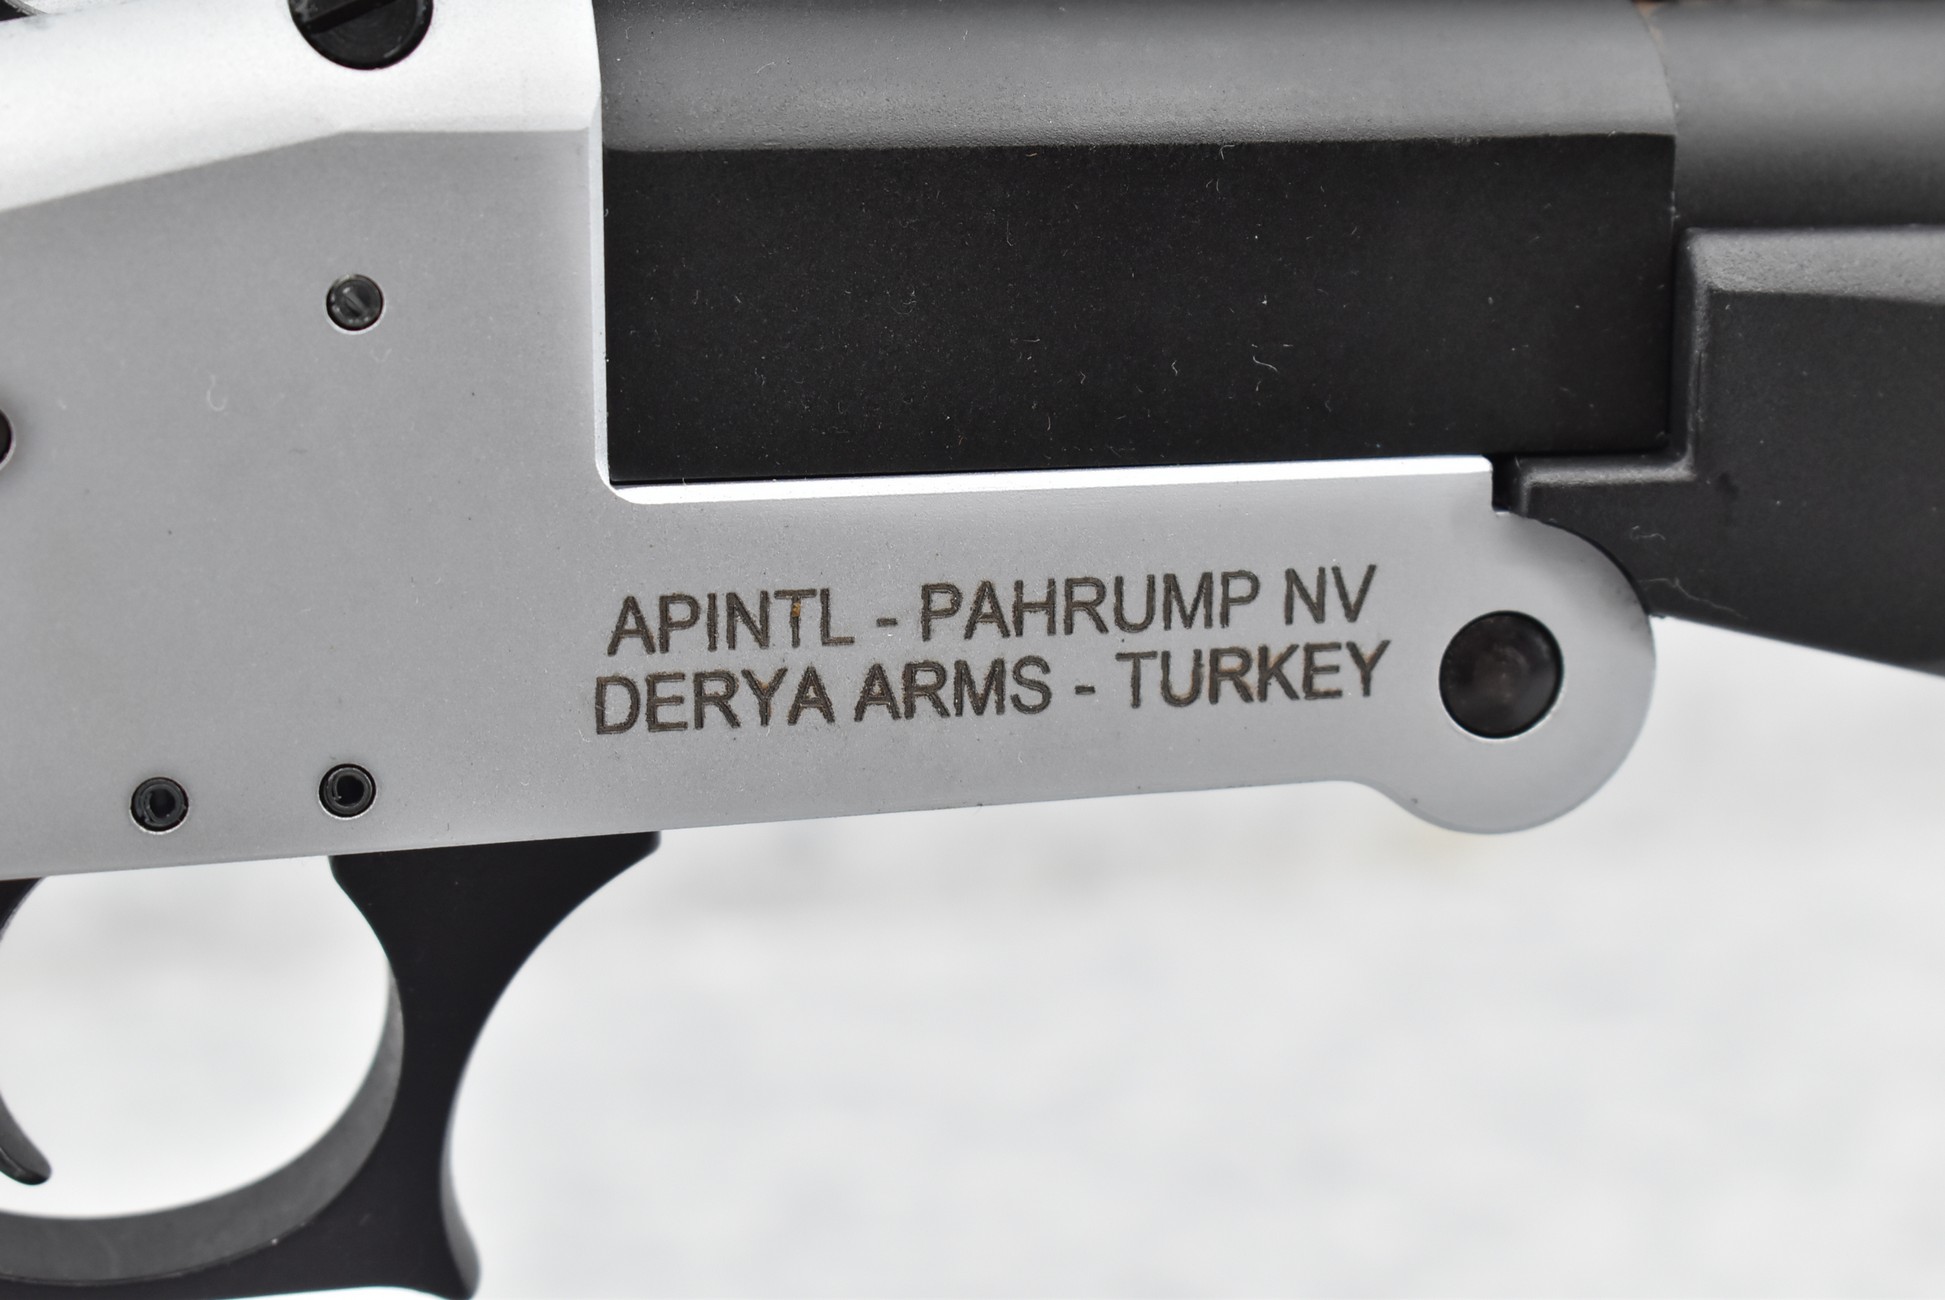 APINTL - PAHRUMP NV
DERYA ARMS - TURKEY